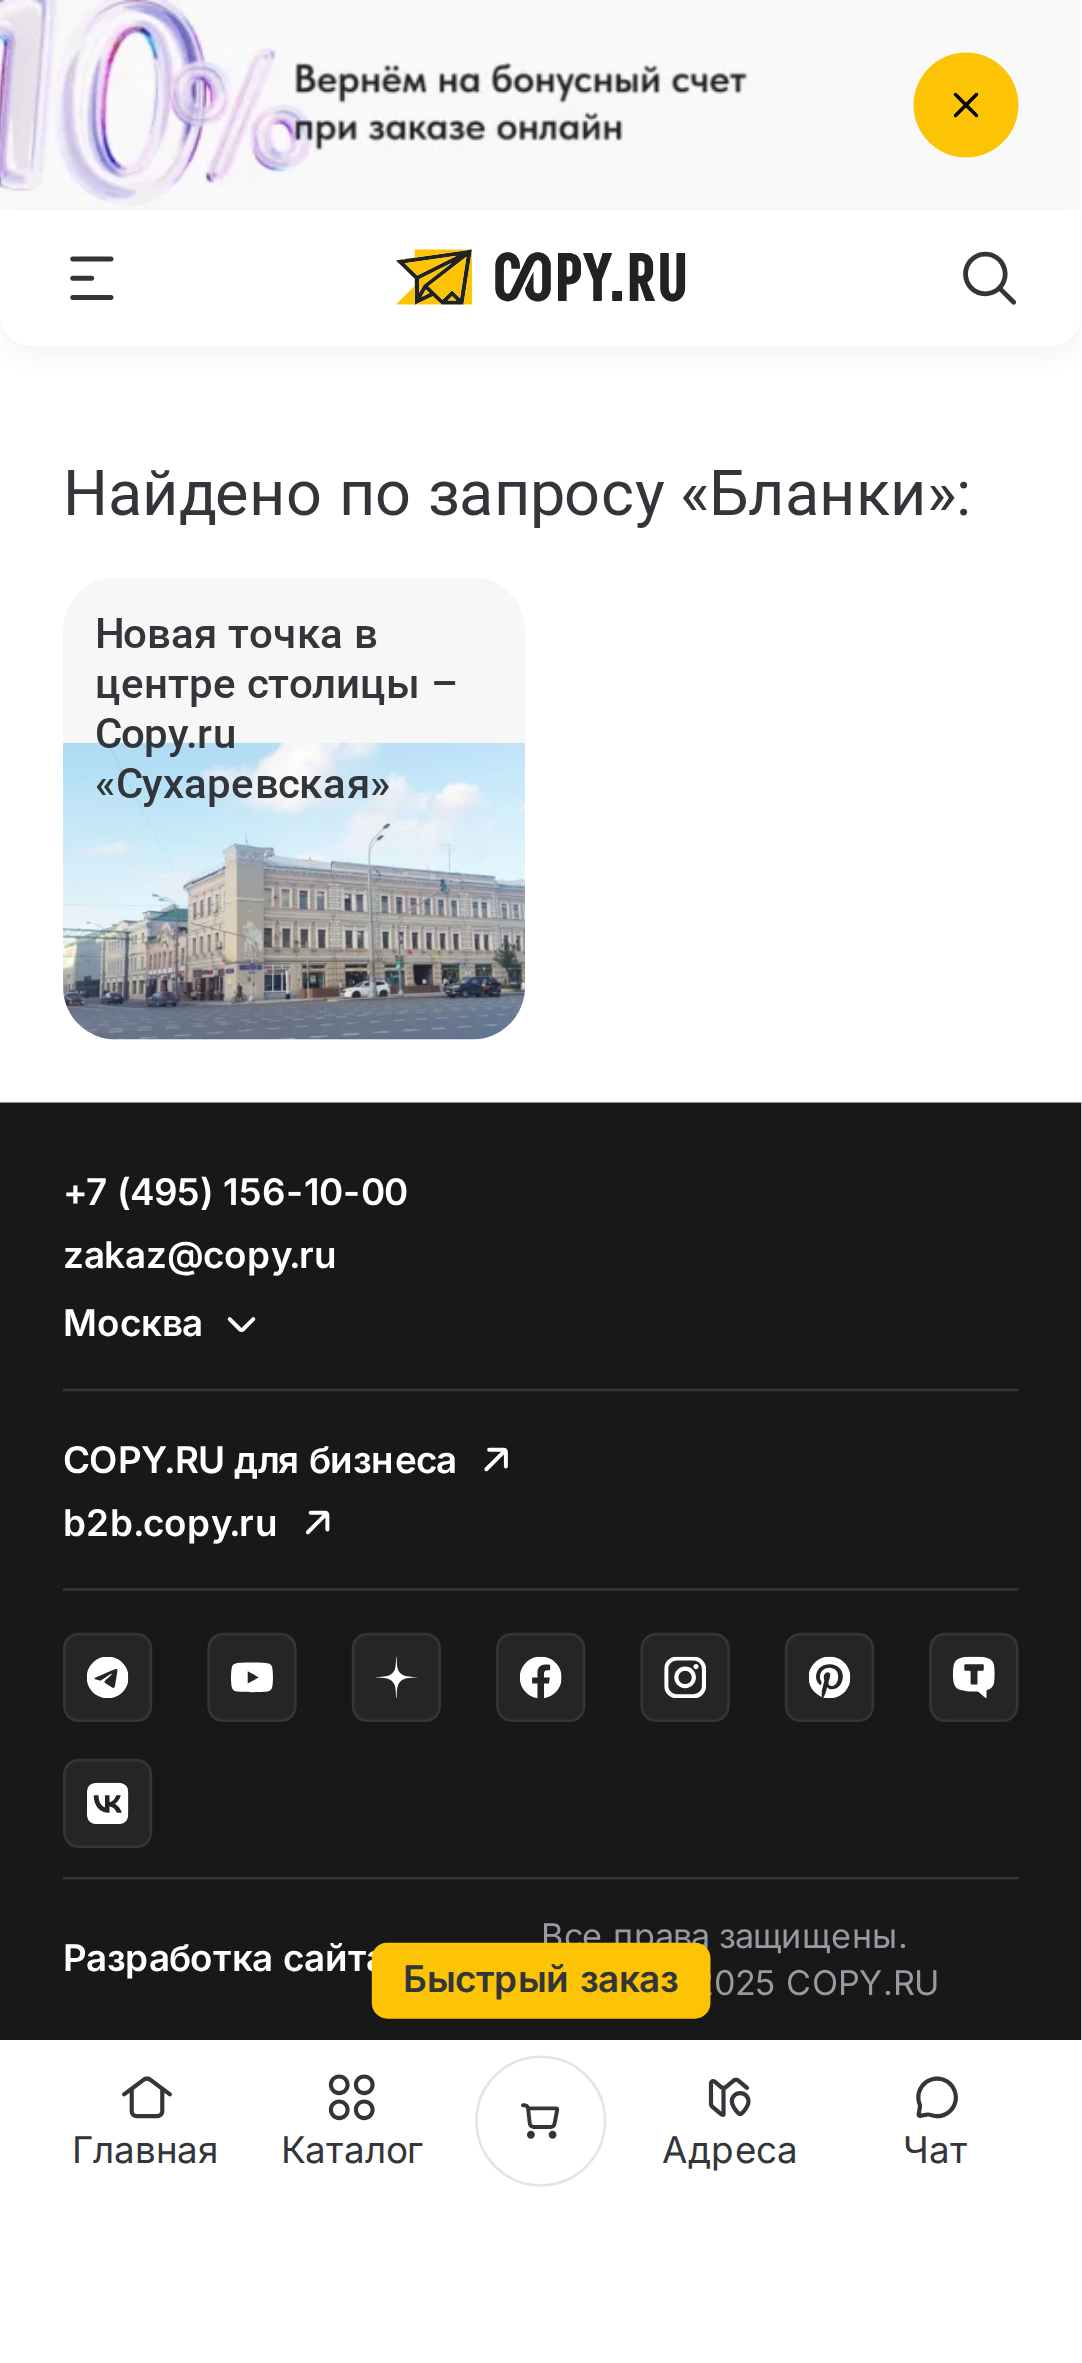 10%
Вернём на бонусный счет
при заказе онлайн
COPY.RU
Найдено по запросу «Бланки»:
Новая точка в
центре столицы –
Copy.ru
«Сухаревская»
+7 (495) 156-10-00
zakaz@copy.ru
Москва
COPY.RU для бизнеса
b2b.copy.ru
Разработка сайта
Все права защищены.
2025 COPY.RU
Быстрый заказ
Главная
Каталог
Адреса
Чат